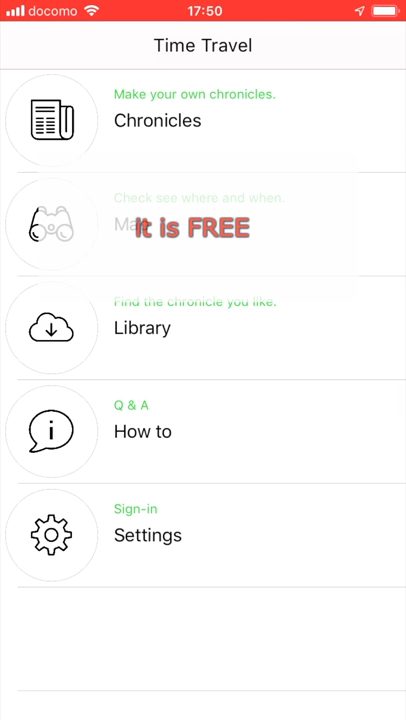 docomo
17:50
Time Travel
Make your own chronicles.
Chronicles
Check see where and when.
it is FREE
Find the chronicle you like.
Library
Q & A
How to
Sign-in
Settings